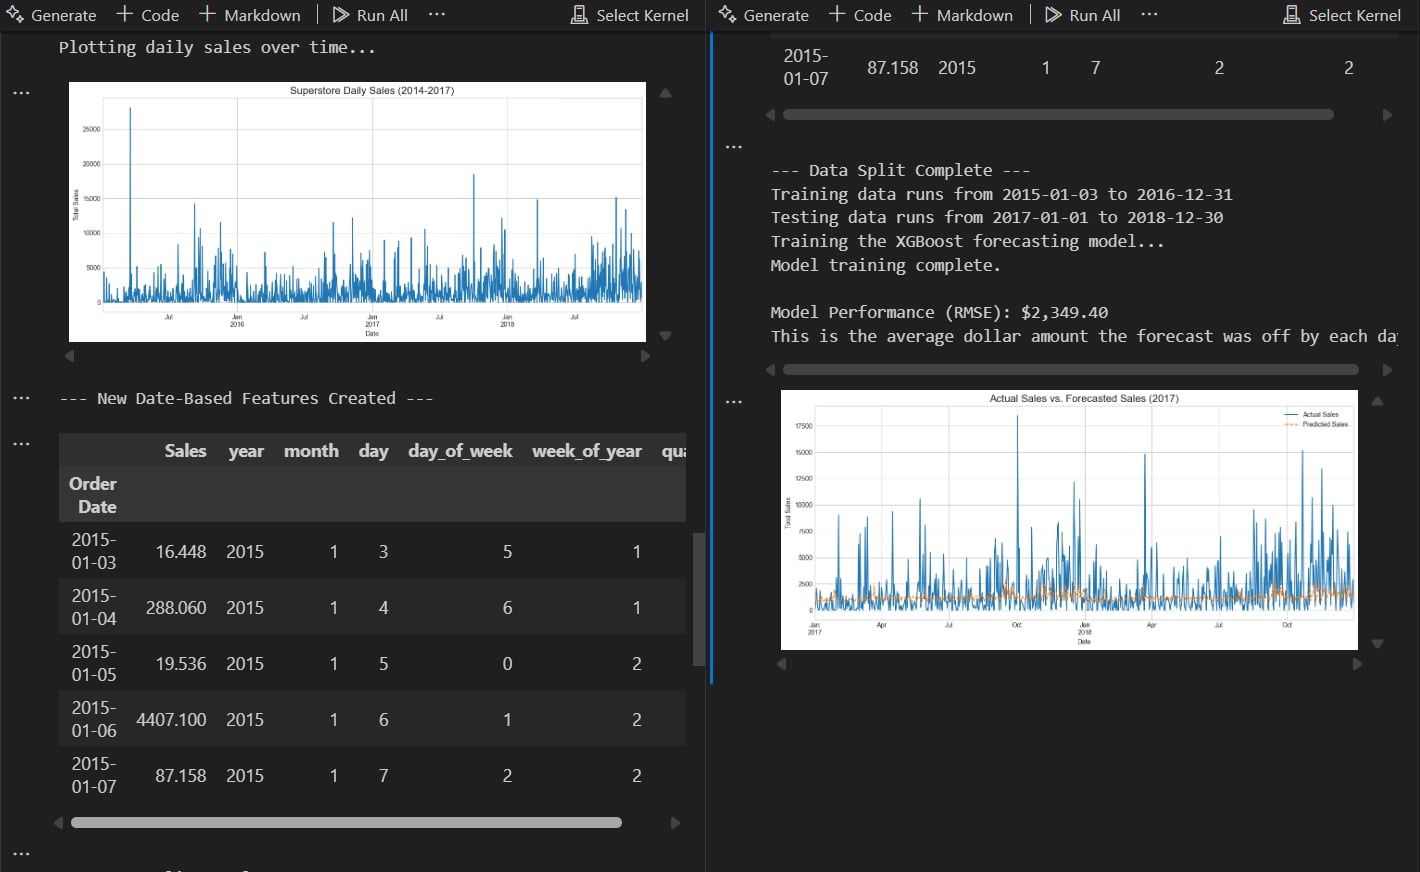 Generate + Code + Markdown Run All ... Select Kernel
Plotting daily sales over time...
...
Superstore Daily Sales (2014-2017)
25000
20000
15000
10000
5000
0
Total Sales
Jul Jan Jul Jan Jul Jan Jul
2016 2017 2018
Date
... --- New Date-Based Features Created ---
...
Sales year month day day_of_week week_of_year qua
Order
Date
2015-
01-03 16.448 2015 1 3 5 1
2015-
01-04 288.060 2015 1 4 6 1
2015-
01-05 19.536 2015 1 5 0 2
2015-
01-06 4407.100 2015 1 6 1 2
2015-
01-07 87.158 2015 1 7 2 2
...
Generate + Code + Markdown Run All ... Select Kernel
2015-
01-07 87.158 2015 1 7 2 2
...
--- Data Split Complete ---
Training data runs from 2015-01-03 to 2016-12-31
Testing data runs from 2017-01-01 to 2018-12-30
Training the XGBoost forecasting model...
Model training complete.
Model Performance (RMSE): $2,349.40
This is the average dollar amount the forecast was off by each da
...
Actual Sales vs. Forecasted Sales (2017)
Actual Sales
Predicted Sales
17500
15000
12500
10000
7500
5000
2500
0
Total Sales
Jan Apr Jul Oct Jan Apr Jul Oct
2017 2018
Date